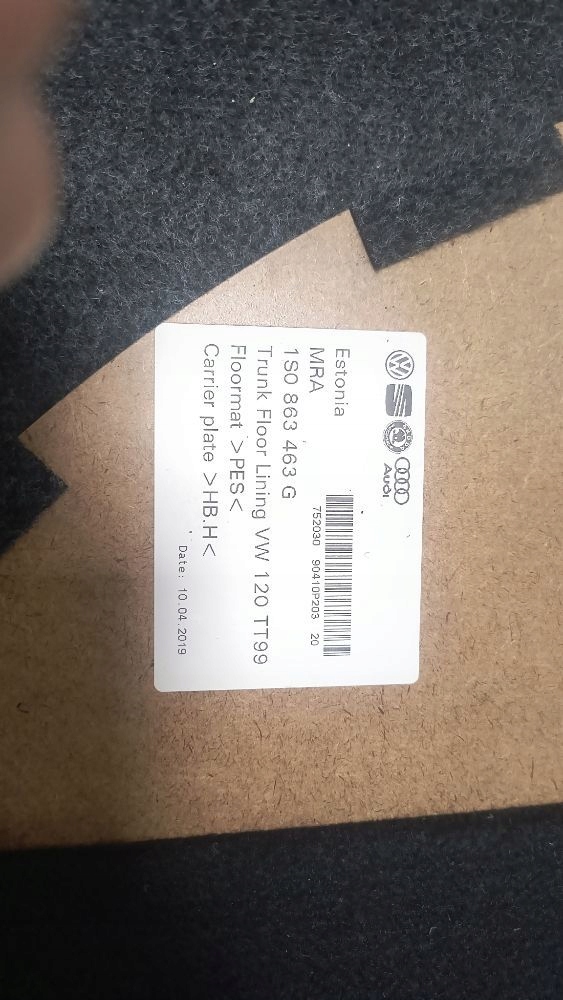 Audi
Estonia
MRA
1S0 863 463 G
752030 90410P203 20
Trunk Floor Lining VW 120 TT99
Floormat >PES<
Carrier plate >HB.H<
Date: 10.04.2019